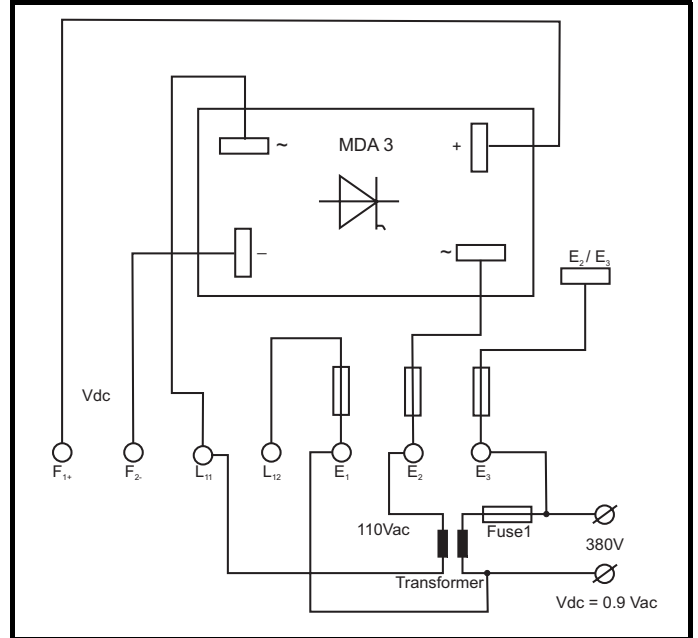 ~ MDA 3 +
– ~
E₂ / E₃
Vdc
F₁₊ F₂₋ L₁₁ L₁₂ E₁ E₂ E₃
110Vac Fuse1
380V
Transformer
Vdc = 0.9 Vac